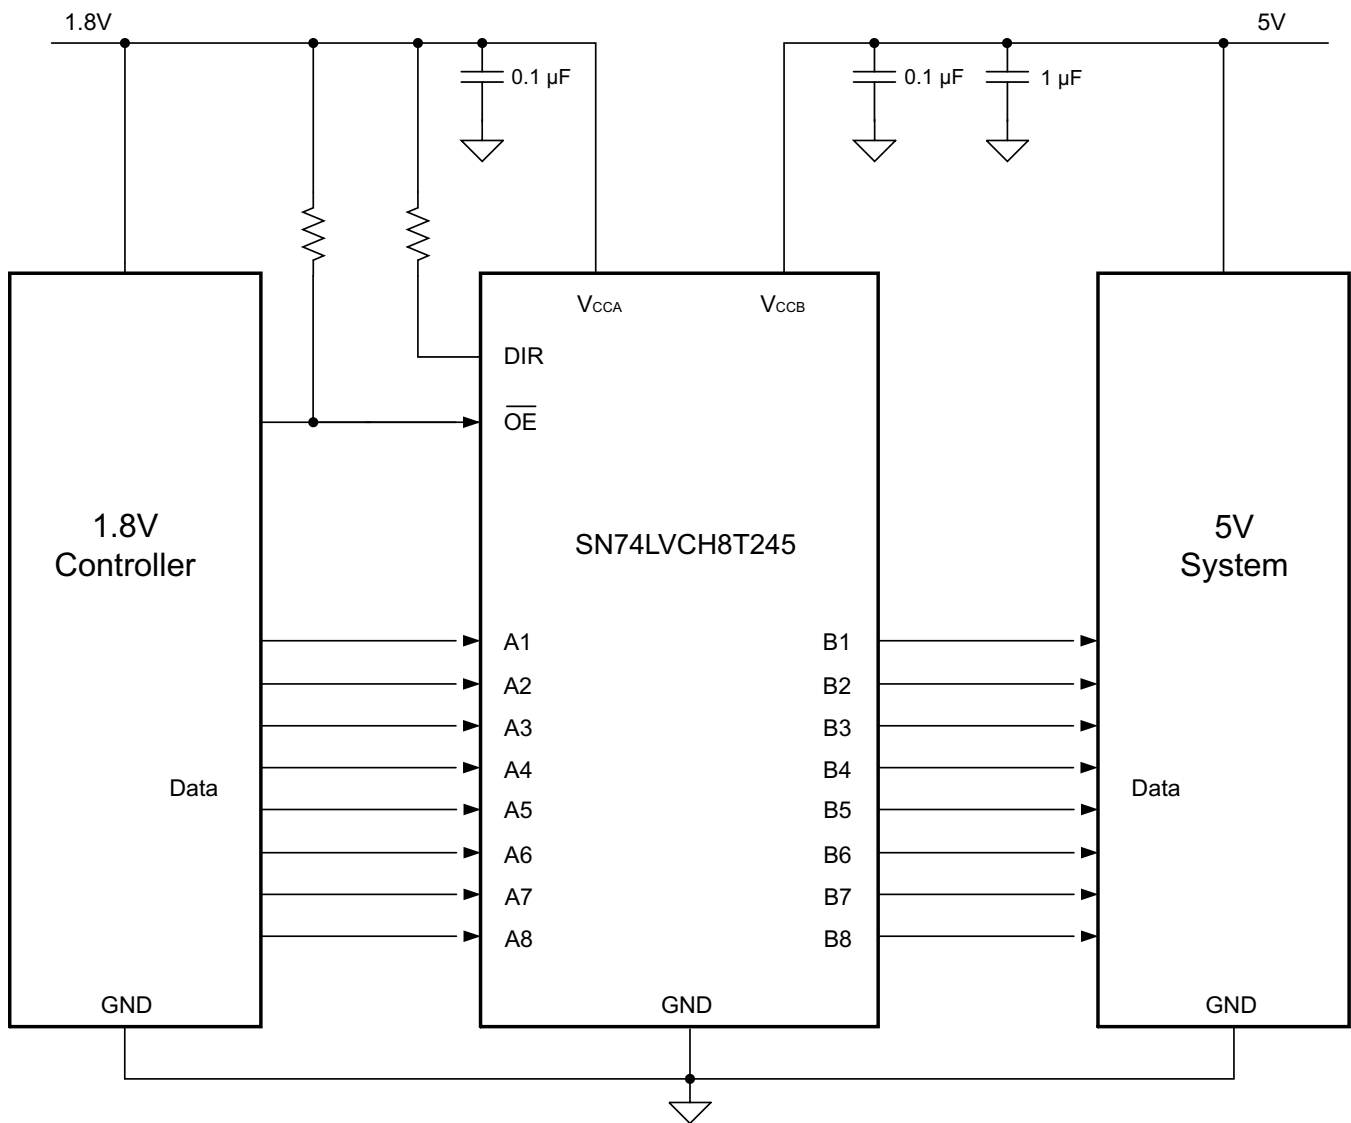 1.8V
5V
0.1 µF
0.1 µF
1 µF
VCCA
VCCB
DIR
OE
1.8V
Controller
SN74LVCH8T245
5V
System
A1
B1
A2
B2
A3
B3
A4
B4
Data
Data
A5
B5
A6
B6
A7
B7
A8
B8
GND
GND
GND